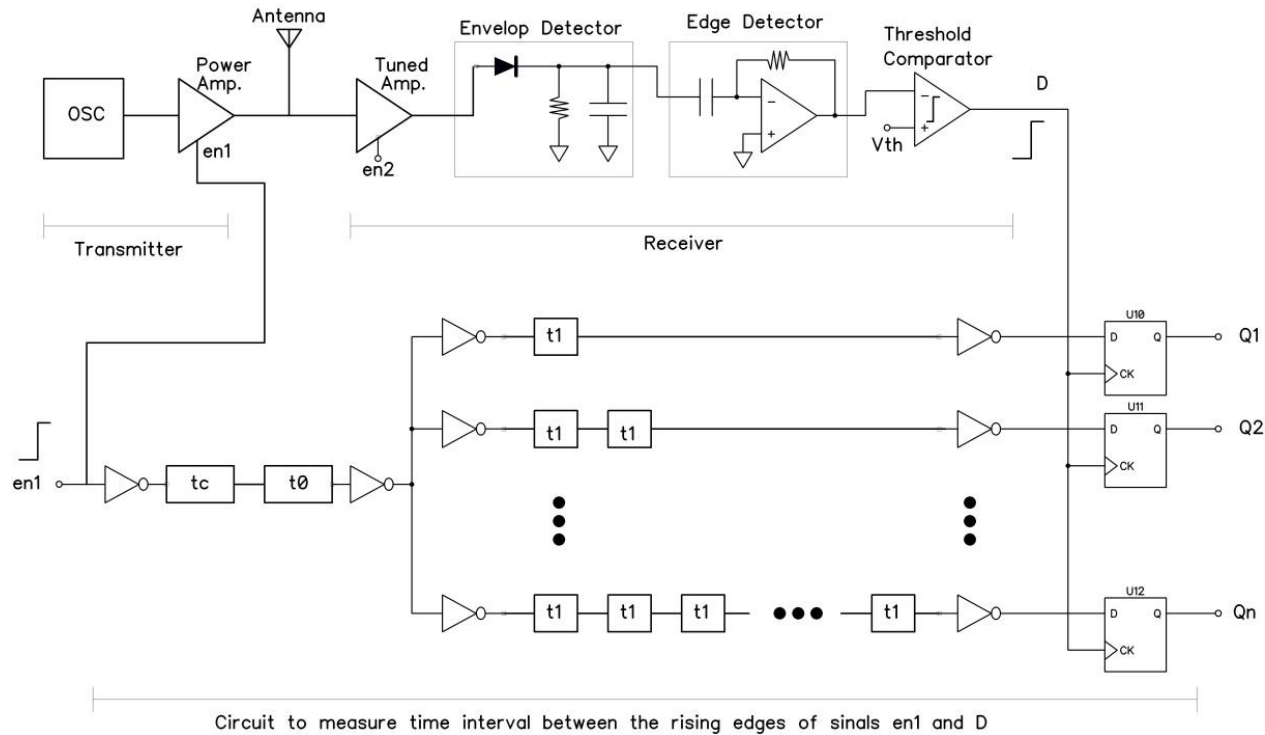 Antenna
Envelop Detector
Edge Detector
Threshold
Comparator
Power
Amp.
Tuned
Amp.
OSC
en1
en2
-
+
-
+
Vth
D
Transmitter
Receiver
U10
t1
D
Q
CK
Q1
U11
t1
t1
D
Q
CK
Q2
en1
tc
t0
U12
t1
t1
t1
t1
D
Q
CK
Qn
Circuit to measure time interval between the rising edges of sinals en1 and D